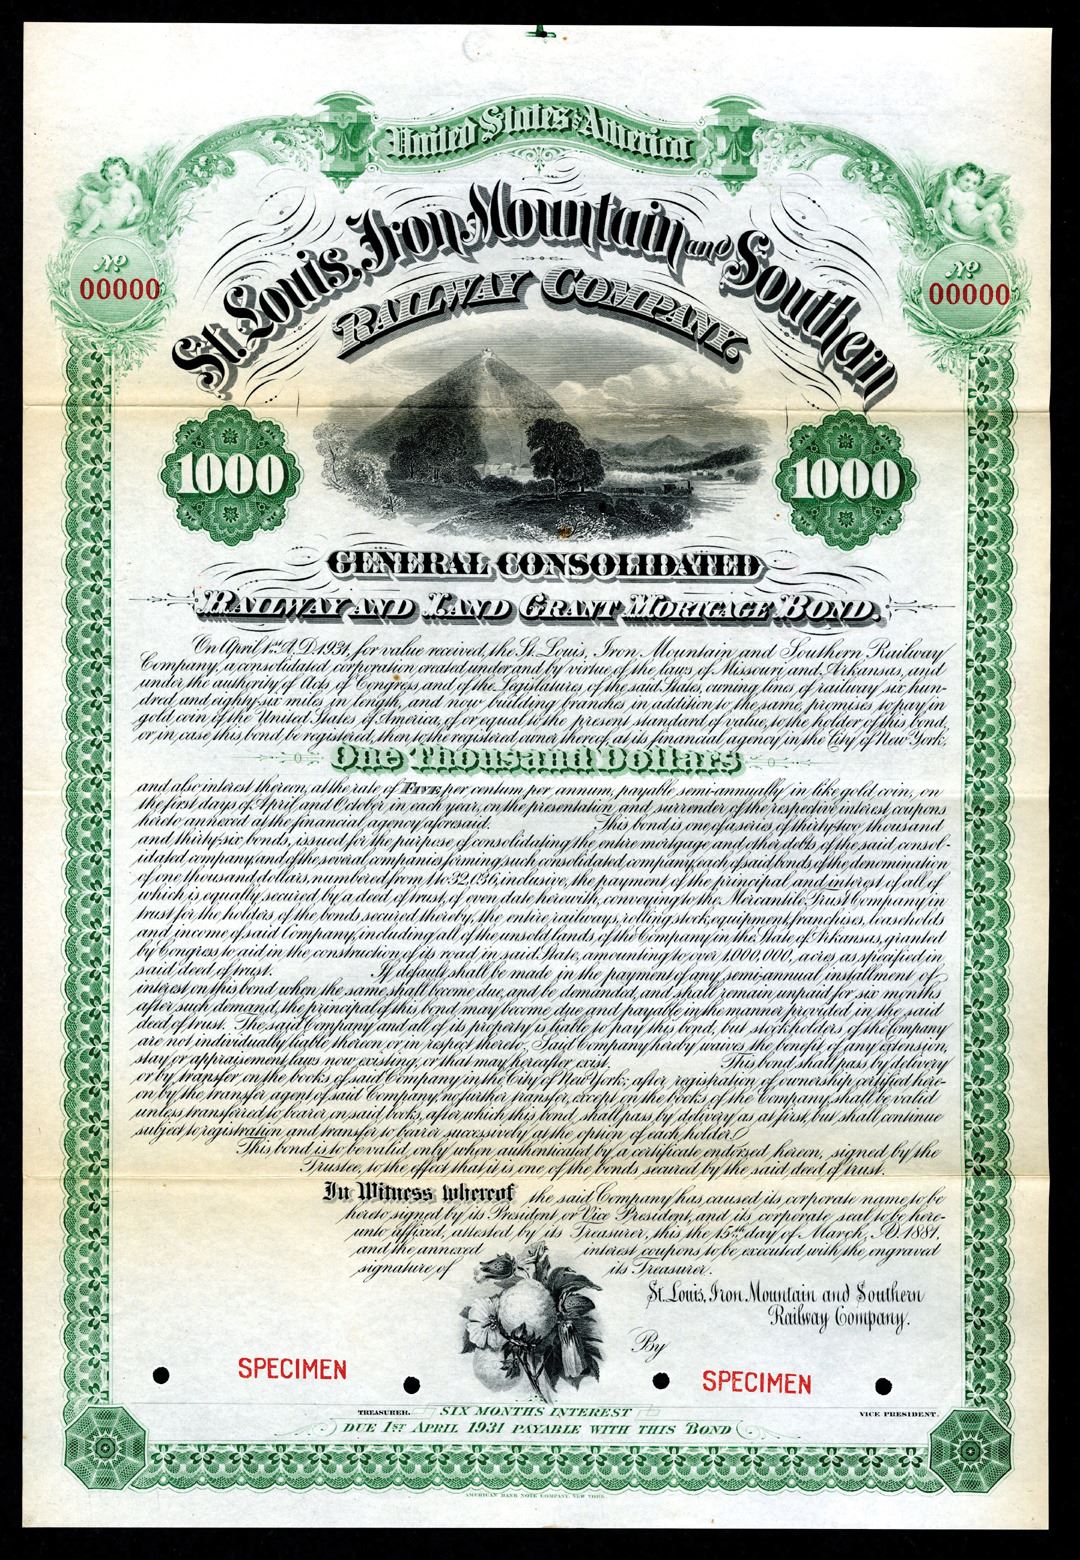 United States of America
Nº 00000
Nº 00000
St. Louis, Iron Mountain and Southern
RAILWAY COMPANY.
1000
1000
GENERAL CONSOLIDATED
RAILWAY AND LAND GRANT MORTGAGE BOND.
On April 1st A.D. 1931, for value received, the St. Louis, Iron Mountain and Southern Railway
Company, a consolidated corporation created under and by virtue of the laws of Missouri and Arkansas, and
under the authority of Acts of Congress and of the Legislatures of the said States, owning lines of railway six hun-
dred and eighty-six miles in length, and now building branches in addition to the same, promises to pay in
gold coin of the United States of America, of or equal to the present standard of value, to the holder of this bond,
or in case this bond be registered, then to the registered owner thereof, at its financial agency in the City of New York,
One Thousand Dollars
and also interest thereon, at the rate of FIVE per centum per annum, payable semi-annually in like gold coin, on
the first days of April and October in each year, on the presentation and surrender of the respective interest coupons
hereto annexed at the financial agency aforesaid. This bond is one of a series of thirty-two thousand
and thirty-six bonds, issued for the purpose of consolidating the entire mortgage and other debts of the said consol-
idated company and of the several companies forming such consolidated company, each of said bonds of the denomination
of one thousand dollars, numbered from 1 to 32,036, inclusive, the payment of the principal and interest of all of
which is equally secured by a deed of trust, of even date herewith, conveying to the Mercantile Trust Company in
trust for the holders of the bonds secured thereby, the entire railways, rolling stock, equipment, franchises, leaseholds
and income of said Company, including all of the unsold lands of the Company in the State of Arkansas, granted
by Congress to aid in the construction of its road in said State, amounting to over 1,000,000, acres as specified in
said deed of trust. If default shall be made in the payment of any semi-annual installment of
interest on this bond when the same shall become due, and be demanded, and shall remain unpaid for six months
after such demand, the principal of this bond may become due and payable in the manner provided in the said
deed of trust. The said Company and all of its property is liable to pay this bond, but stockholders of the Company
are not individually liable thereon or in respect thereto. Said Company hereby waives the benefit of any extension,
stay or appraisement laws now existing, or that may hereafter exist. This bond shall pass by delivery
or by transfer on the books of said Company in the City of New York; after registration of ownership certified here-
on by the transfer agent of said Company, no further transfer, except on the books of the Company, shall be valid
unless transferred to bearer on said books, after which this bond shall pass by delivery as at first, but shall continue
subject to registration and transfer to bearer successively at the option of each holder.
This bond is to be valid only when authenticated by a certificate endorsed hereon, signed by the
Trustee, to the effect that it is one of the bonds secured by the said deed of trust.
In Witness whereof the said Company has caused its corporate name to be
hereto signed by its President or Vice President, and its corporate seal to be here-
unto affixed, attested by its Treasurer, this the 15th day of March, A.D. 1881.
and the annexed interest coupons to be executed with the engraved
signature of its Treasurer.
St. Louis, Iron Mountain and Southern
Railway Company.
By
SPECIMEN
SPECIMEN
TREASURER.
VICE PRESIDENT.
SIX MONTHS INTEREST
DUE 1ST APRIL 1931 PAYABLE WITH THIS BOND
AMERICAN BANK NOTE COMPANY, NEW YORK.